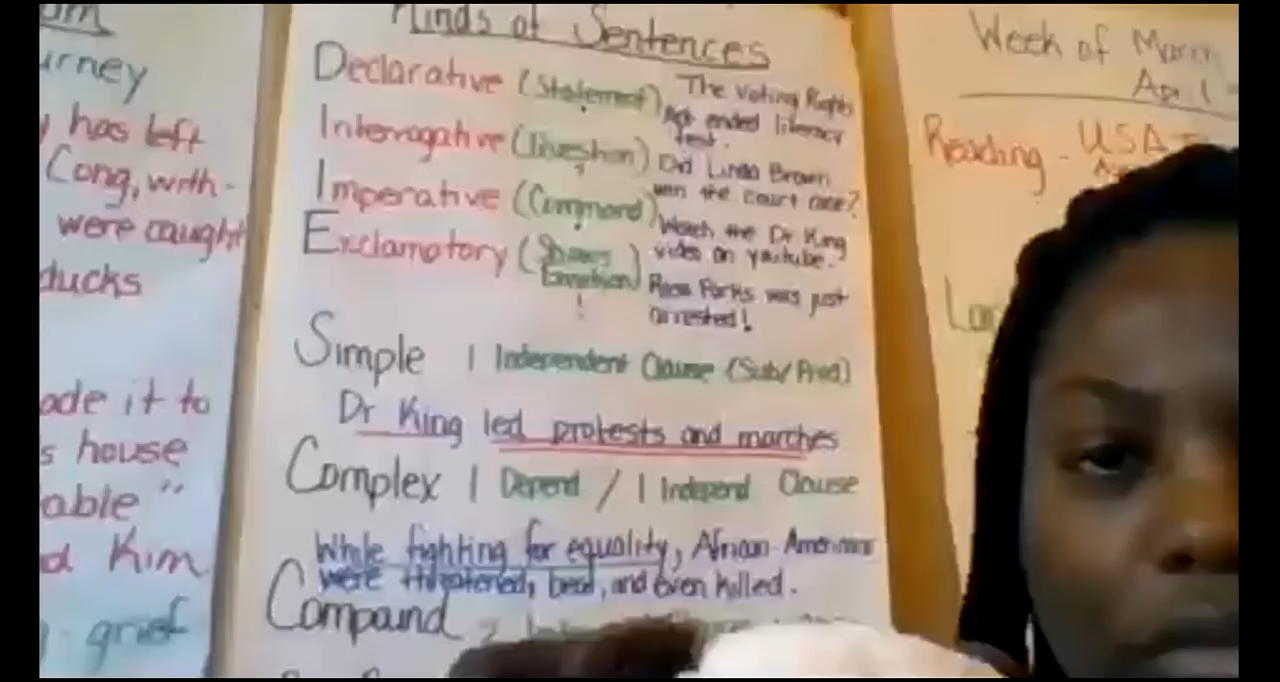 urney
has left
Cong, with-
were caught
ducks
ade it to
s house
able"
d Kim
- grief
Kinds of Sentences
Declarative (Statement) The Voting Rights
Act ended literacy
test.
Interrogative (Question) Did Linda Brown
?
win the court case?
Imperative (Command) Watch the Dr King
video on youtube.
Exclamatory (Shows
Emotion) Rosa Parks was just
! arrested!
Simple 1 Independent Clause (Sub/Pred)
Dr King led protests and marches
Complex 1 Depend / 1 Independ Clause
While fighting for equality, African-Americans
were threatened, beat, and even killed.
Compound 2
Week of March
April
Reading - USA